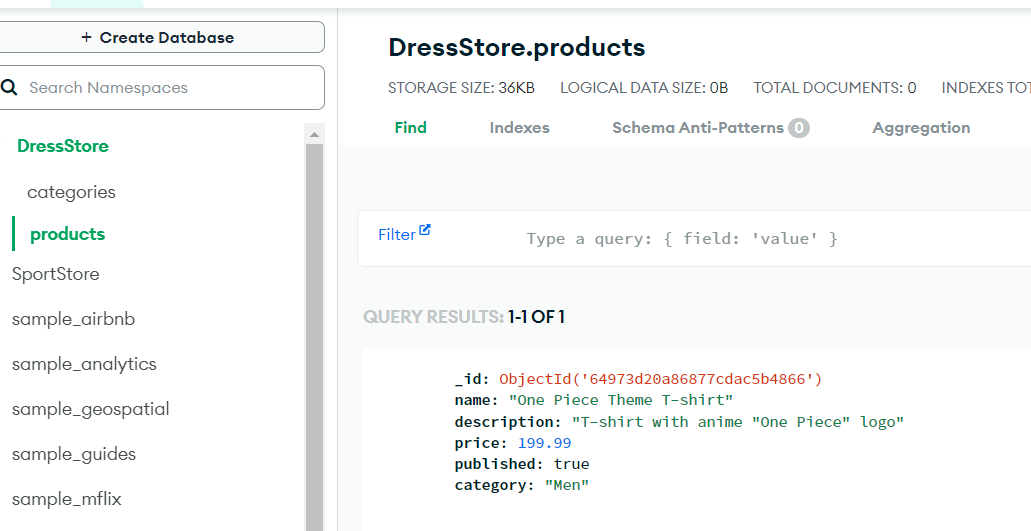 + Create Database
Search Namespaces
DressStore
categories
products
SportStore
sample_airbnb
sample_analytics
sample_geospatial
sample_guides
sample_mflix
DressStore.products
STORAGE SIZE: 36KB LOGICAL DATA SIZE: 0B TOTAL DOCUMENTS: 0 INDEXES TOT
Find Indexes Schema Anti-Patterns 0 Aggregation
Filter Type a query: { field: 'value' }
QUERY RESULTS: 1-1 OF 1
_id: ObjectId('64973d20a86877cdac5b4866')
name: "One Piece Theme T-shirt"
description: "T-shirt with anime "One Piece" logo"
price: 199.99
published: true
category: "Men"